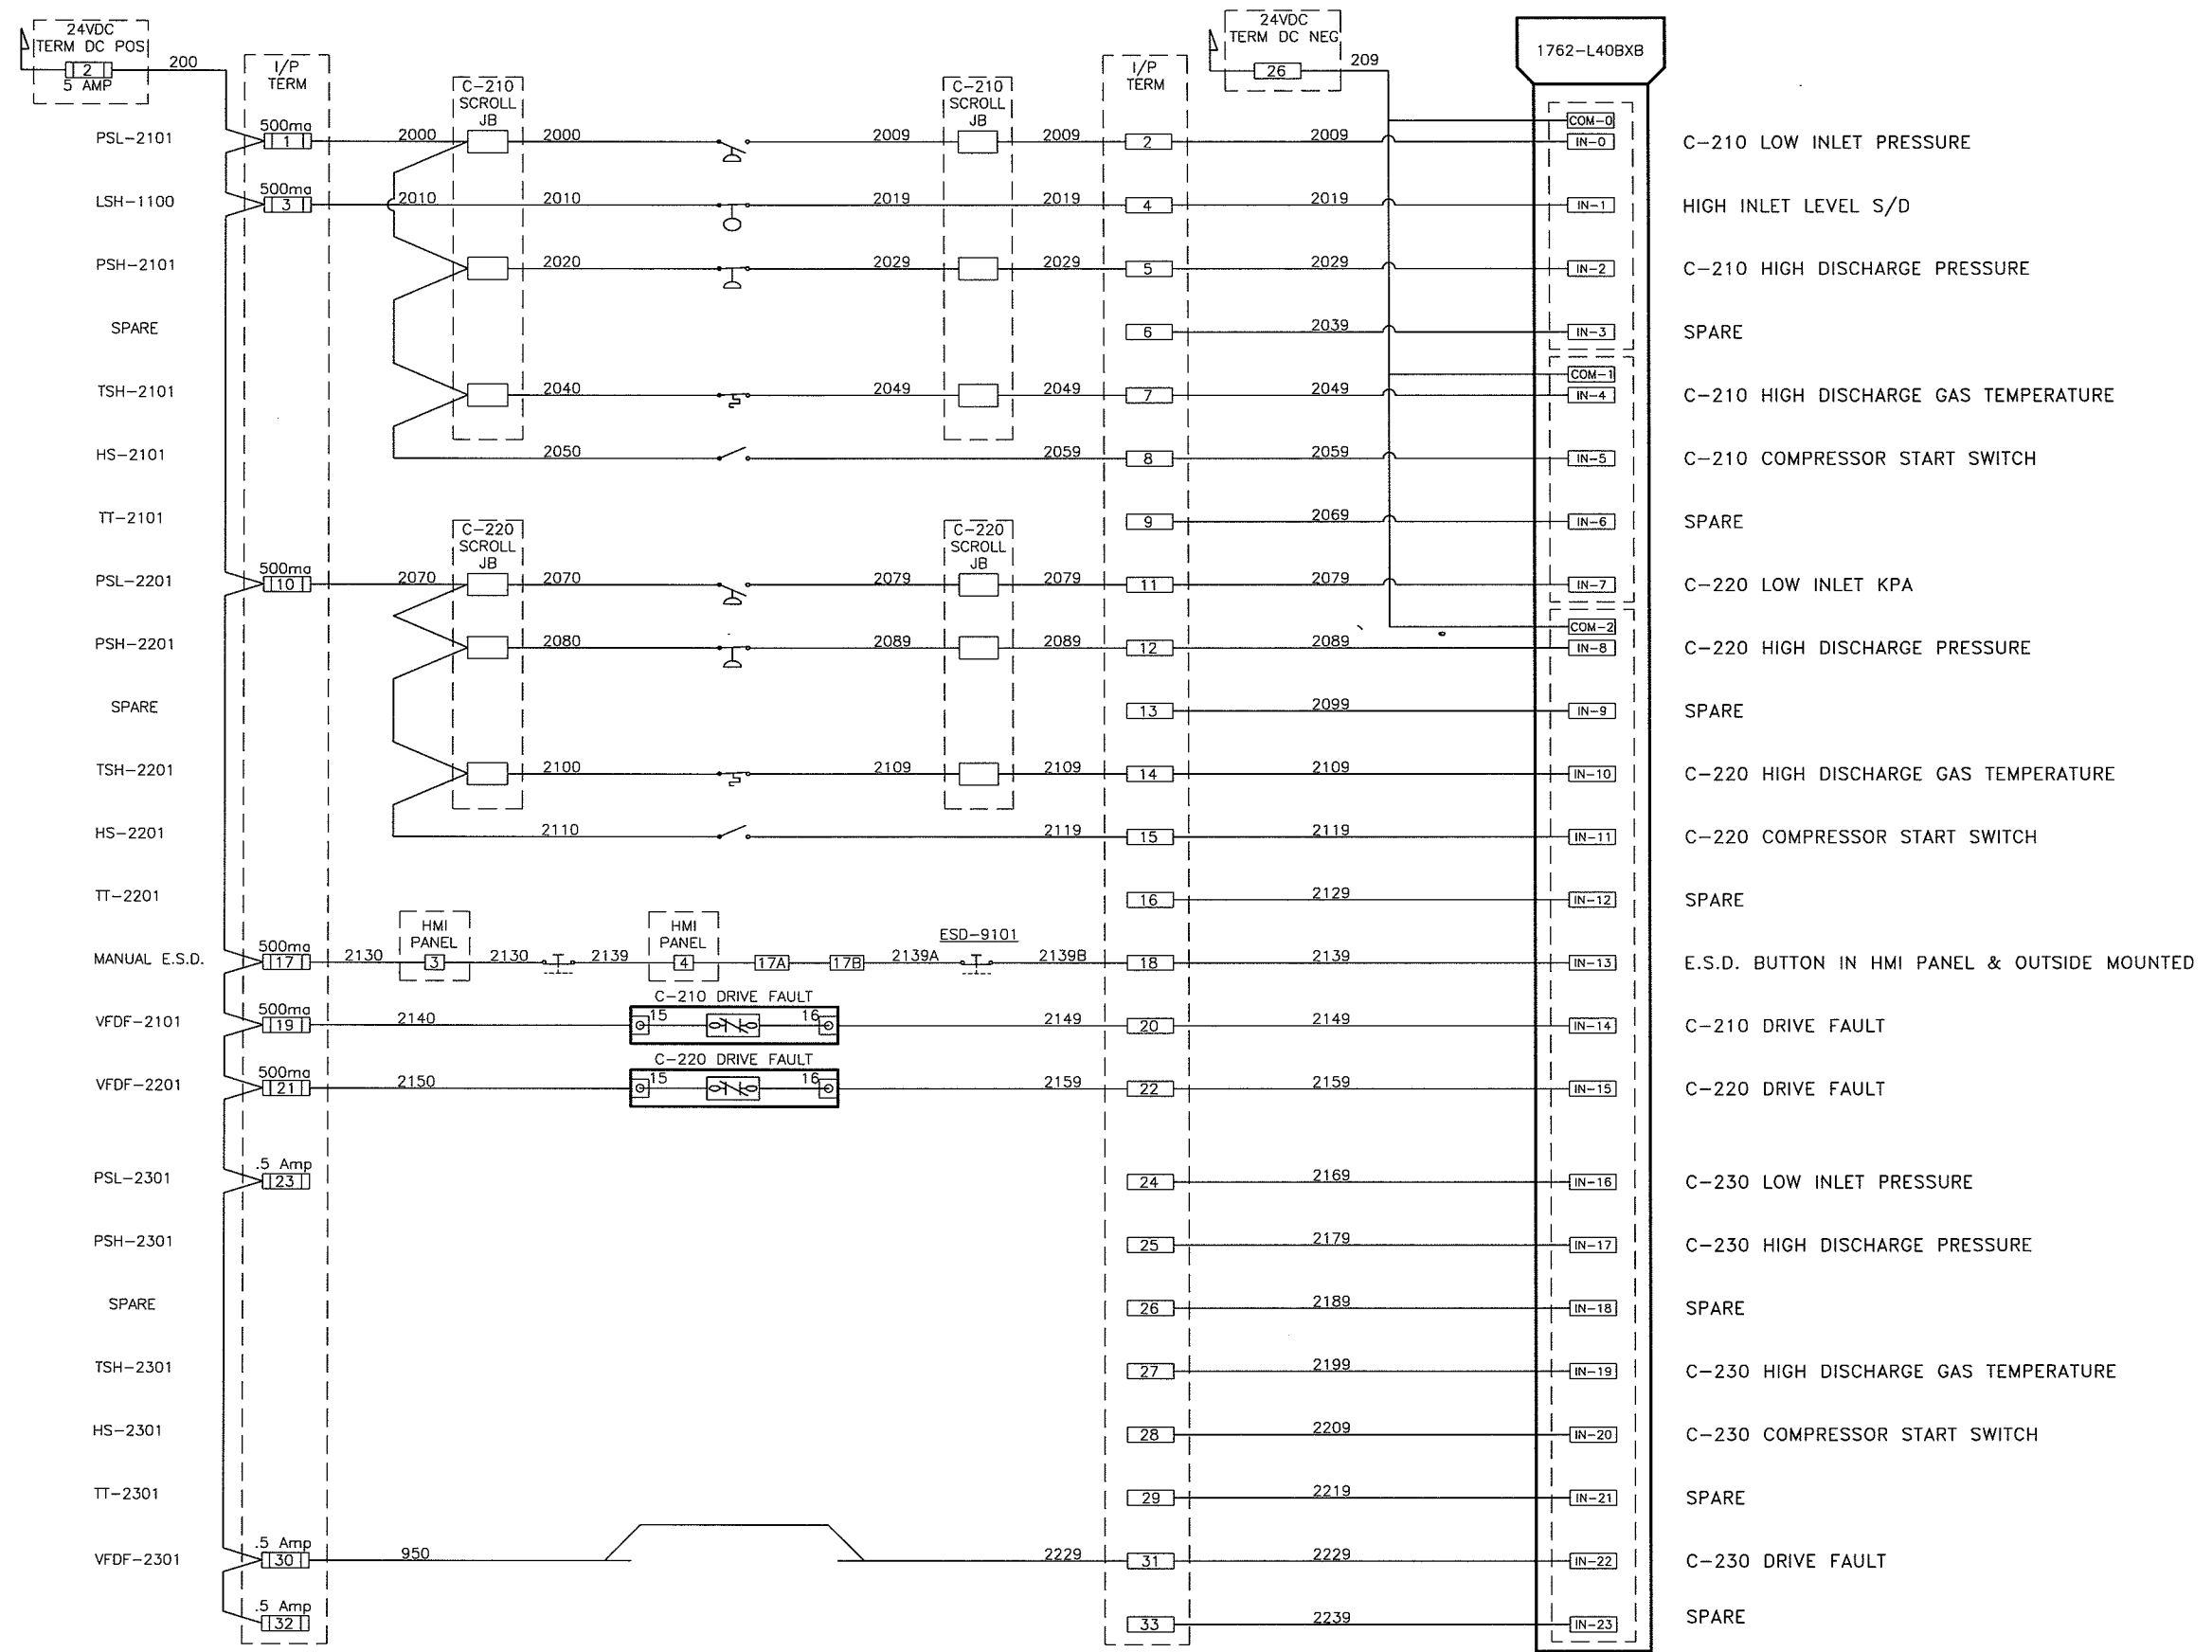 24VDC
TERM DC POS
2
5 AMP
200
24VDC
TERM DC NEG
26
209
1762-L40BXB
I/P
TERM
C-210
SCROLL
JB
C-210
SCROLL
JB
I/P
TERM
COM-0
PSL-2101 500ma 1 2000 2000 2009 2009 2 2009 IN-0 C-210 LOW INLET PRESSURE
LSH-1100 500ma 3 2010 2010 2019 2019 4 2019 IN-1 HIGH INLET LEVEL S/D
PSH-2101 2020 2029 2029 5 2029 IN-2 C-210 HIGH DISCHARGE PRESSURE
SPARE 6 2039 IN-3 SPARE
COM-1
TSH-2101 2040 2049 2049 7 2049 IN-4 C-210 HIGH DISCHARGE GAS TEMPERATURE
HS-2101 2050 2059 8 2059 IN-5 C-210 COMPRESSOR START SWITCH
TT-2101 9 2069 IN-6 SPARE
C-220
SCROLL
JB
C-220
SCROLL
JB
PSL-2201 500ma 10 2070 2070 2079 2079 11 2079 IN-7 C-220 LOW INLET KPA
COM-2
PSH-2201 2080 2089 2089 12 2089 IN-8 C-220 HIGH DISCHARGE PRESSURE
SPARE 13 2099 IN-9 SPARE
TSH-2201 2100 2109 2109 14 2109 IN-10 C-220 HIGH DISCHARGE GAS TEMPERATURE
HS-2201 2110 2119 15 2119 IN-11 C-220 COMPRESSOR START SWITCH
TT-2201 16 2129 IN-12 SPARE
HMI
PANEL
HMI
PANEL
ESD-9101
MANUAL E.S.D. 500ma 17 2130 3 2130 2139 4 17A 17B 2139A 2139B 18 2139 IN-13 E.S.D. BUTTON IN HMI PANEL & OUTSIDE MOUNTED
C-210 DRIVE FAULT
VFDF-2101 500ma 19 2140 15 16 2149 20 2149 IN-14 C-210 DRIVE FAULT
C-220 DRIVE FAULT
VFDF-2201 500ma 21 2150 15 16 2159 22 2159 IN-15 C-220 DRIVE FAULT
PSL-2301 .5 Amp 23 24 2169 IN-16 C-230 LOW INLET PRESSURE
PSH-2301 25 2179 IN-17 C-230 HIGH DISCHARGE PRESSURE
SPARE 26 2189 IN-18 SPARE
TSH-2301 27 2199 IN-19 C-230 HIGH DISCHARGE GAS TEMPERATURE
HS-2301 28 2209 IN-20 C-230 COMPRESSOR START SWITCH
TT-2301 29 2219 IN-21 SPARE
VFDF-2301 .5 Amp 30 950 2229 31 2229 IN-22 C-230 DRIVE FAULT
.5 Amp 32 33 2239 IN-23 SPARE